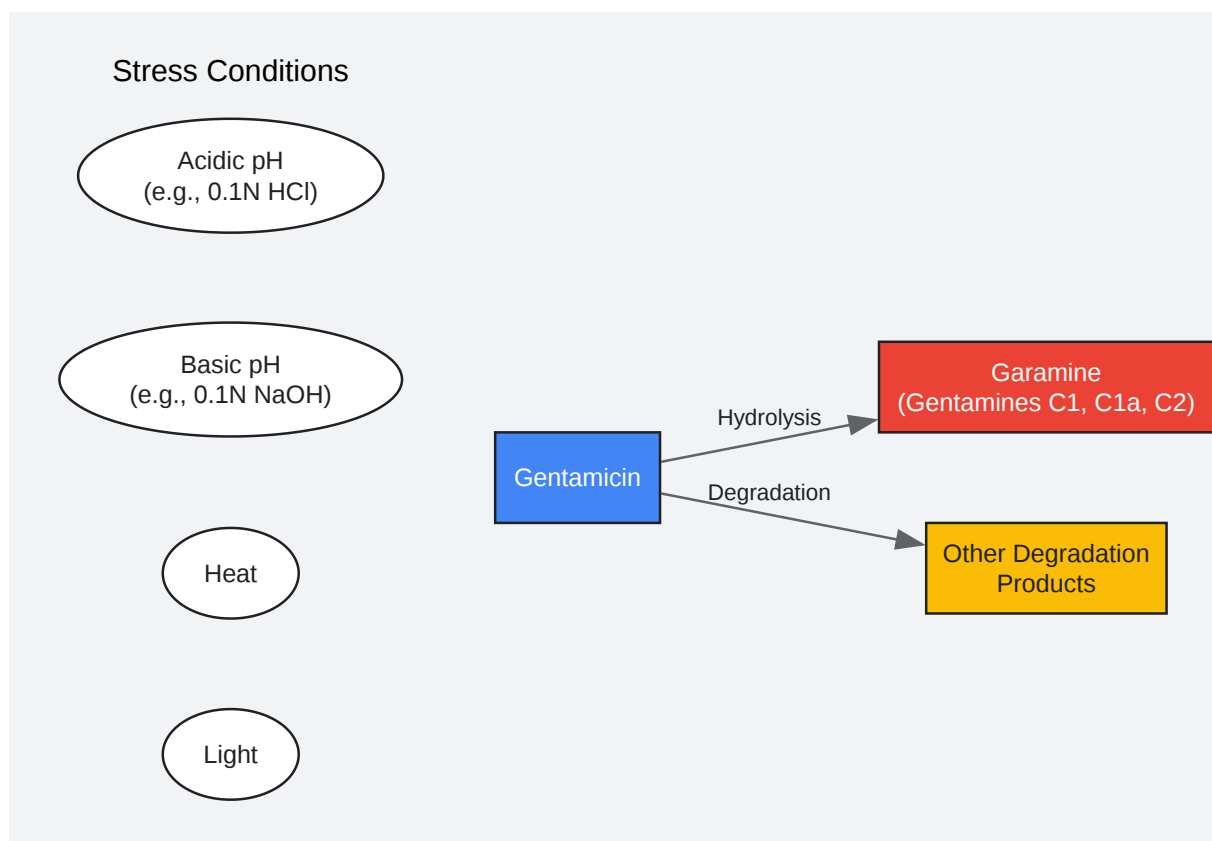 Stress Conditions
Acidic pH
(e.g., 0.1N HCl)
Basic pH
(e.g., 0.1N NaOH)
Heat
Light
Gentamicin
Hydrolysis
Degradation
Garamine
(Gentamines C1, C1a, C2)
Other Degradation
Products